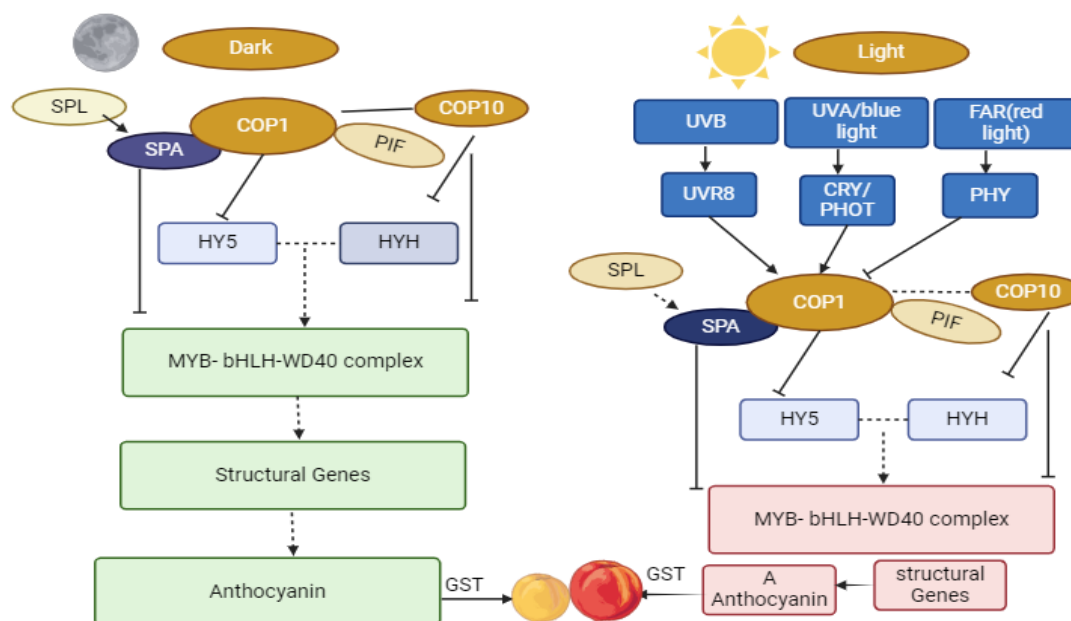 Dark
SPL
COP1
COP10
SPA
PIF
HY5
HYH
MYB- bHLH-WD40 complex
Structural Genes
Anthocyanin
GST
Light
UVB
UVA/blue
light
FAR(red
light)
UVR8
CRY/
PHOT
PHY
SPL
COP1
COP10
SPA
PIF
HY5
HYH
MYB- bHLH-WD40 complex
structural
Genes
A
Anthocyanin
GST